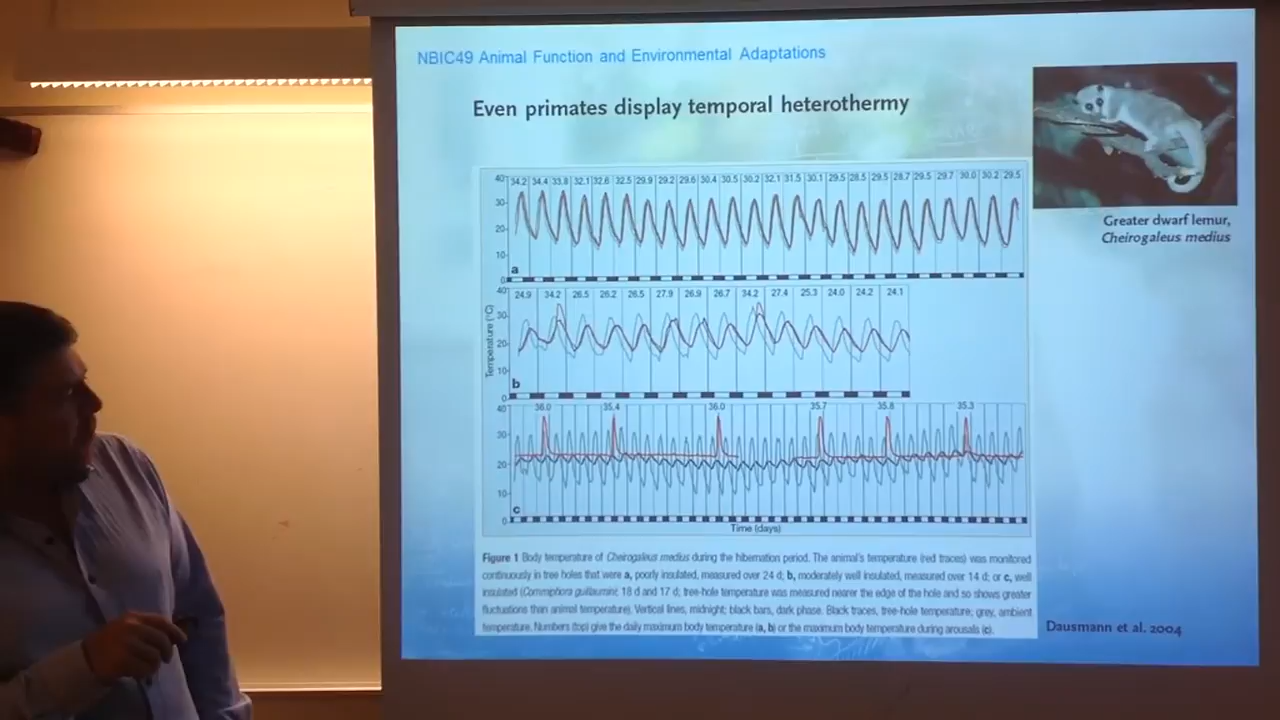 NBIC49 Animal Function and Environmental Adaptations
Even primates display temporal heterothermy
Greater dwarf lemur,
Cheirogaleus medius
40 34.2 34.4 33.8 32.1 32.6 32.5 29.9 29.2 29.6 30.4 30.5 30.2 32.1 31.5 30.1 29.5 28.5 29.5 28.7 29.5 29.7 30.0 30.2 29.5
30
20
10
a
0
40 24.9 34.2 26.5 26.2 26.5 27.9 26.9 26.7 34.2 27.4 25.3 24.0 24.2 24.1
30
20
10
b
0
Temperature (°C)
40 36.0 35.4 36.0 35.7 35.8 35.3
30
20
10
c
0
Time (days)
Figure 1 Body temperature of Cheirogaleus medius during the hibernation period. The animal's temperature (red traces) was monitored
continuously in tree holes that were a, poorly insulated, measured over 24 d; b, moderately well insulated, measured over 14 d; or c, well
insulated (Commiphora guillaumini; 18 d and 17 d; tree-hole temperature was measured nearer the edge of the hole and so shows greater
fluctuations than animal temperature). Vertical lines, midnight; black bars, dark phase. Black traces, tree-hole temperature; grey, ambient
temperature. Numbers (top) give the daily maximum body temperature (a, b) or the maximum body temperature during arousals (c).
Dausmann et al. 2004